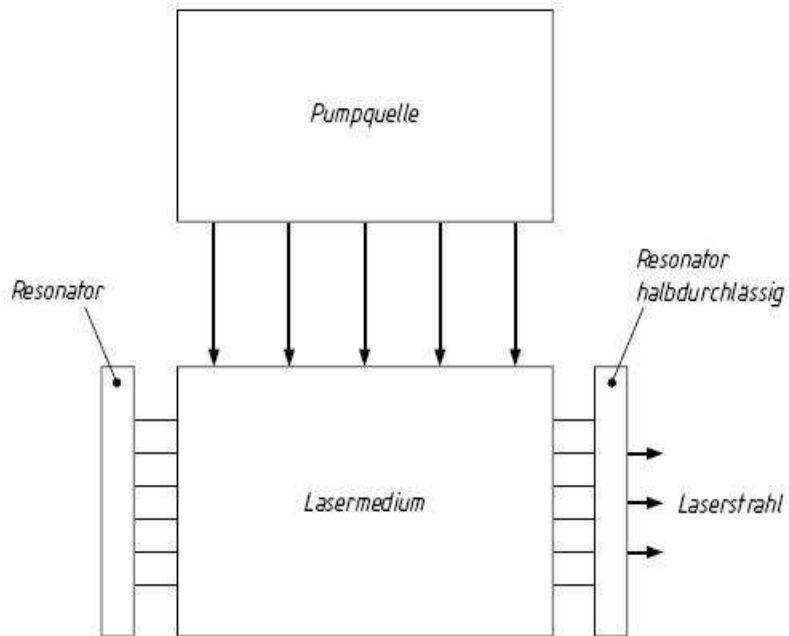 Pumpquelle
Resonator
Resonator
halbdurchlässig
Lasermedium
Laserstrahl